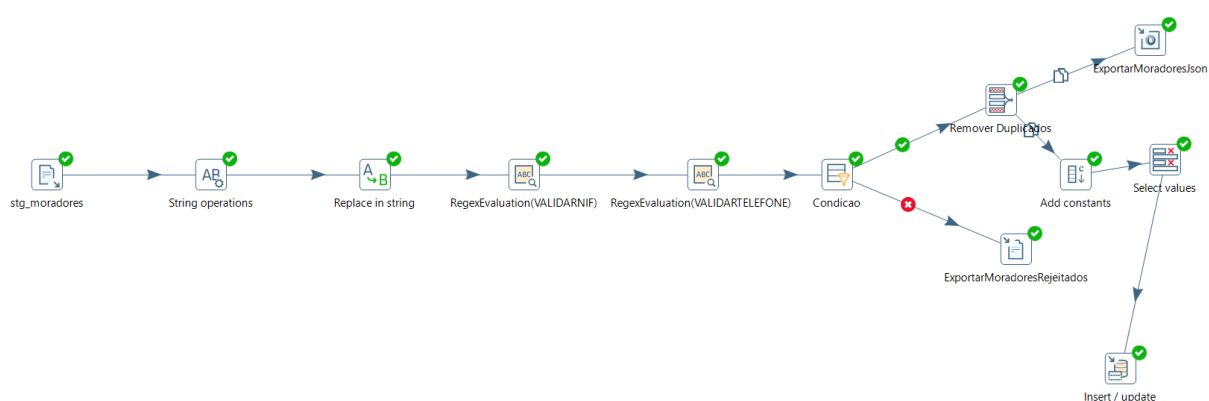 stg_moradores
String operations
Replace in string
RegexEvaluation(VALIDARNIF)
RegexEvaluation(VALIDARTELEFONE)
Condicao
Remover Duplicados
ExportarMoradoresJson
Add constants
Select values
ExportarMoradoresRejeitados
Insert / update